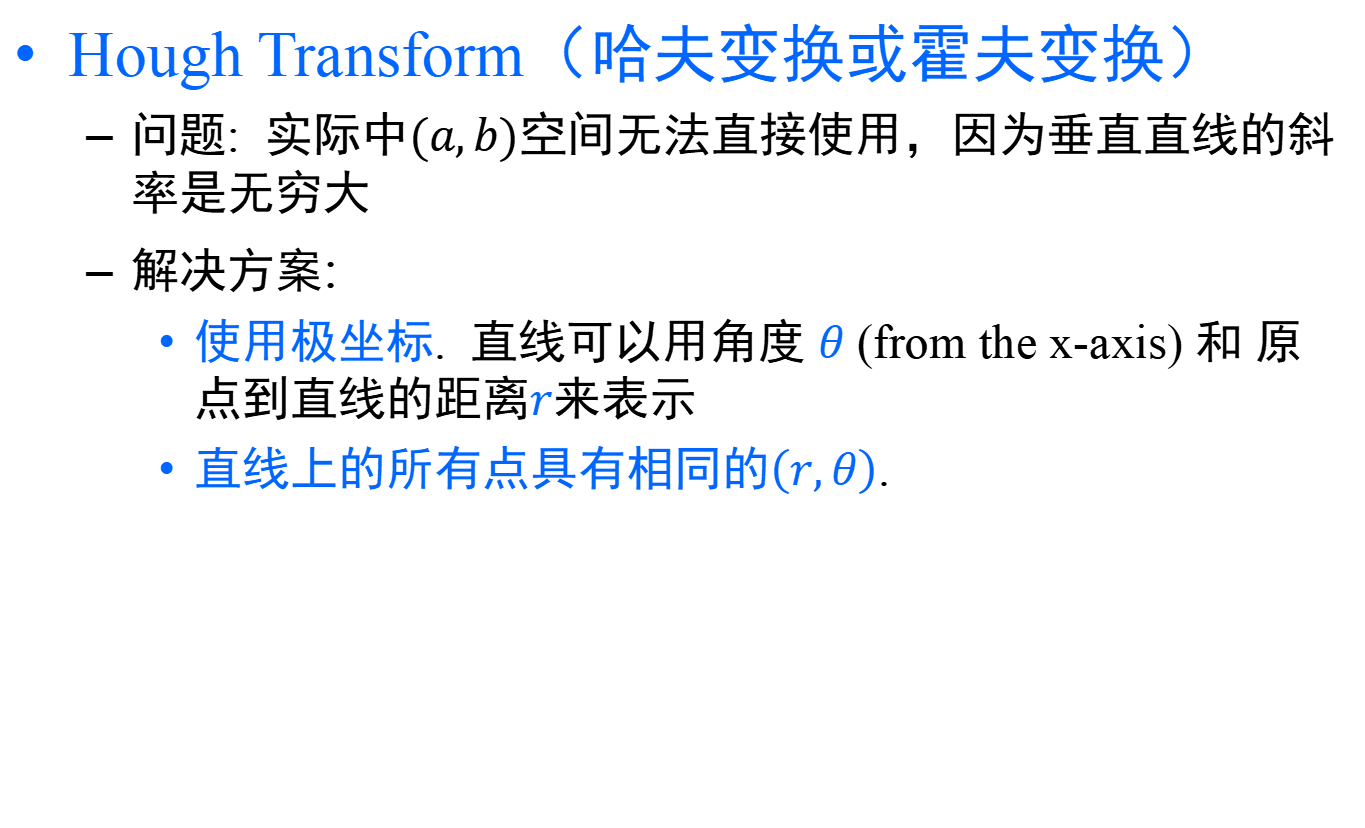 • Hough Transform（哈夫变换或霍夫变换）
– 问题: 实际中(a, b)空间无法直接使用，因为垂直直线的斜
率是无穷大
– 解决方案:
• 使用极坐标. 直线可以用角度 θ (from the x-axis) 和 原
点到直线的距离r来表示
• 直线上的所有点具有相同的(r, θ).